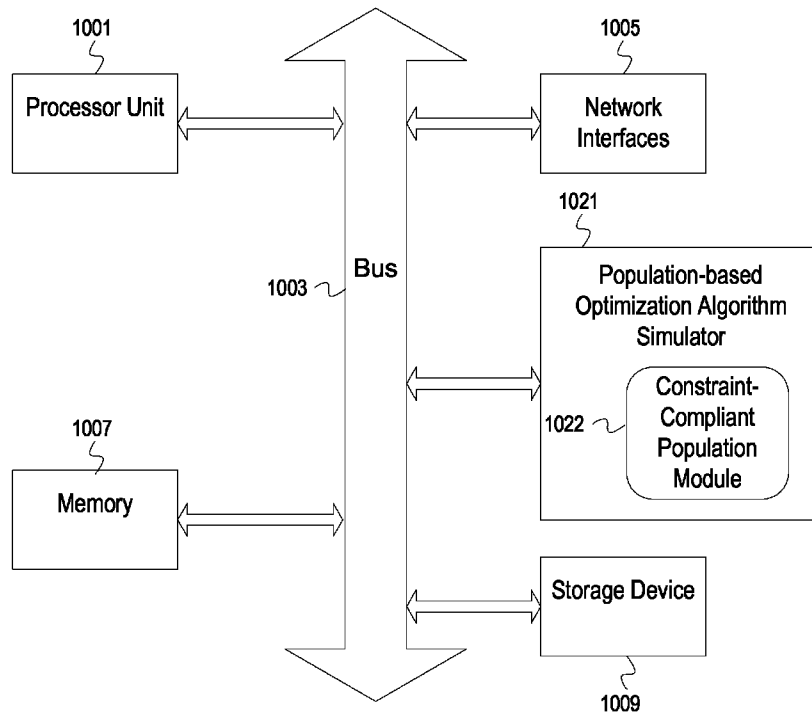 1001
Processor Unit
1005
Network
Interfaces
1021
Population-based
Optimization Algorithm
Simulator
Bus
1003
Constraint-
Compliant
Population
Module
1022
1007
Memory
Storage Device
1009